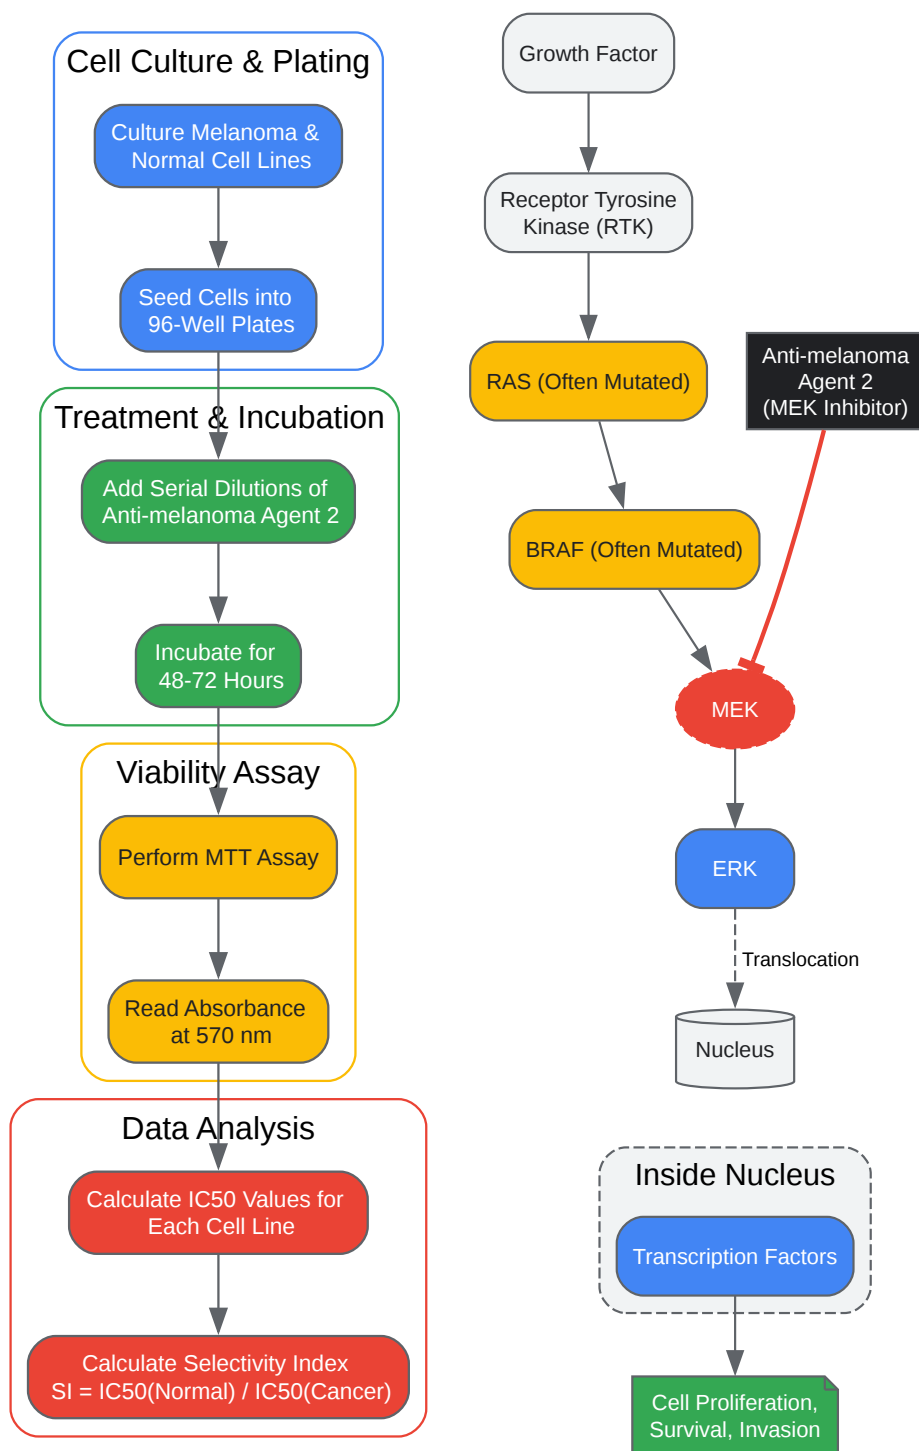 Cell Culture & Plating
Culture Melanoma &
Normal Cell Lines
Seed Cells into
96-Well Plates
Treatment & Incubation
Add Serial Dilutions of
Anti-melanoma Agent 2
Incubate for
48-72 Hours
Viability Assay
Perform MTT Assay
Read Absorbance
at 570 nm
Data Analysis
Calculate IC50 Values for
Each Cell Line
Calculate Selectivity Index
SI = IC50(Normal) / IC50(Cancer)
Growth Factor
Receptor Tyrosine
Kinase (RTK)
RAS (Often Mutated)
Anti-melanoma
Agent 2
(MEK Inhibitor)
BRAF (Often Mutated)
MEK
ERK
Translocation
Nucleus
Inside Nucleus
Transcription Factors
Cell Proliferation,
Survival, Invasion